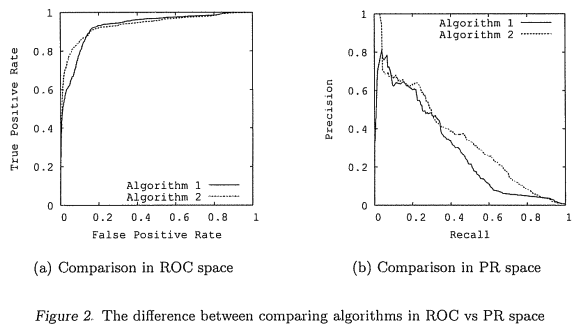 1
0.8
0.6
0.4
0.2
0
True Positive Rate
Algorithm 1
Algorithm 2
0 0.2 0.4 0.6 0.8 1
False Positive Rate
(a) Comparison in ROC space
1
0.8
0.6
0.4
0.2
0
Precision
Algorithm 1
Algorithm 2
0 0.2 0.4 0.6 0.8 1
Recall
(b) Comparison in PR space
Figure 2. The difference between comparing algorithms in ROC vs PR space